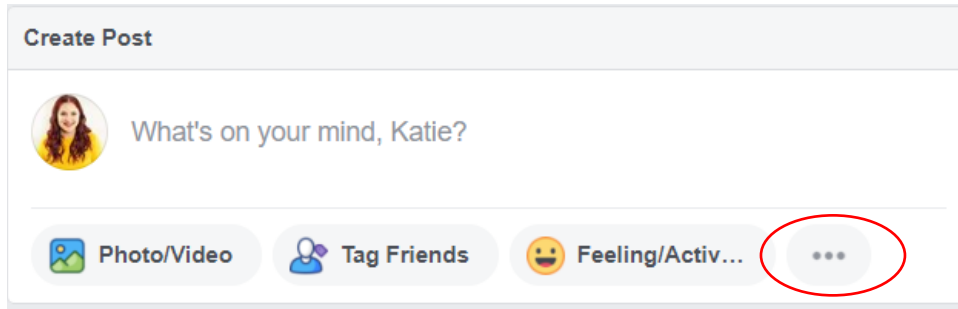 Create Post
What's on your mind, Katie?
Photo/Video Tag Friends Feeling/Activ... •••